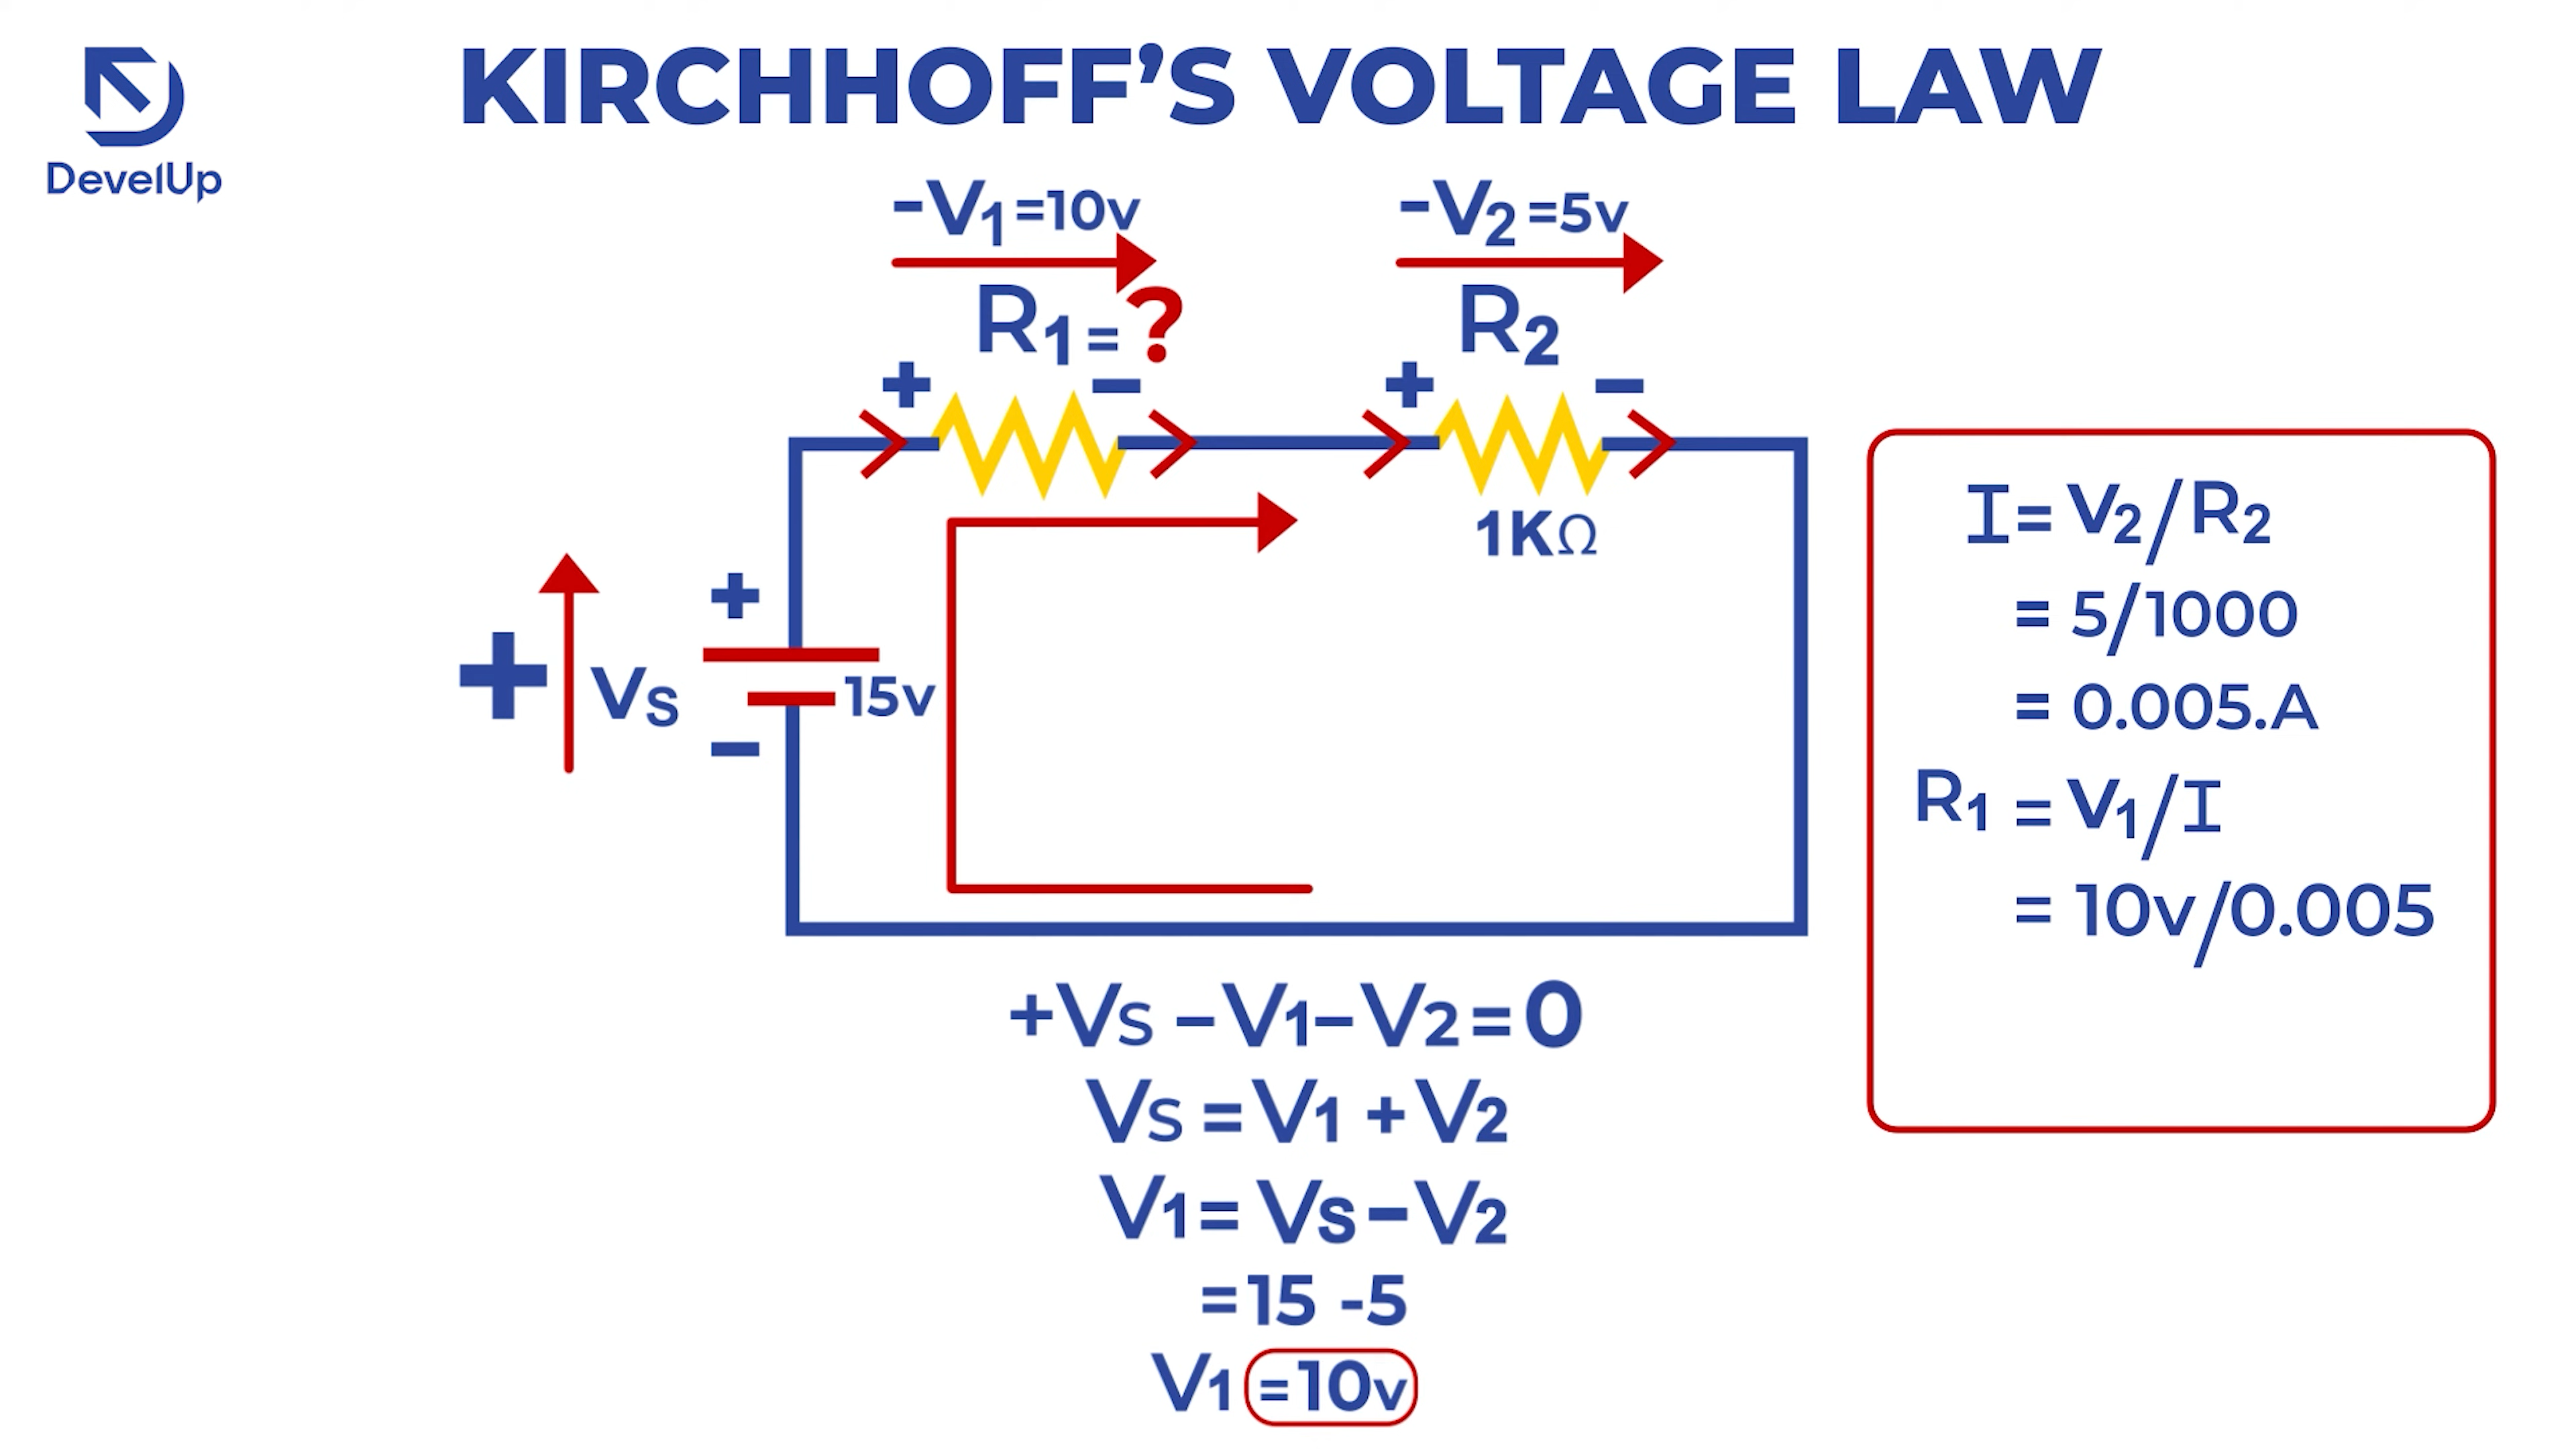 KIRCHHOFF’S VOLTAGE LAW
DevelUp
-V1=10v
-V2=5v
R1=?
R2
+
-
+
-
1KΩ
+
+
Vs
15v
-
I=V2/R2
=5/1000
=0.005.A
R1=V1/I
=10v/0.005
+Vs-V1-V2=0
Vs=V1+V2
V1=Vs-V2
=15 -5
V1=10v